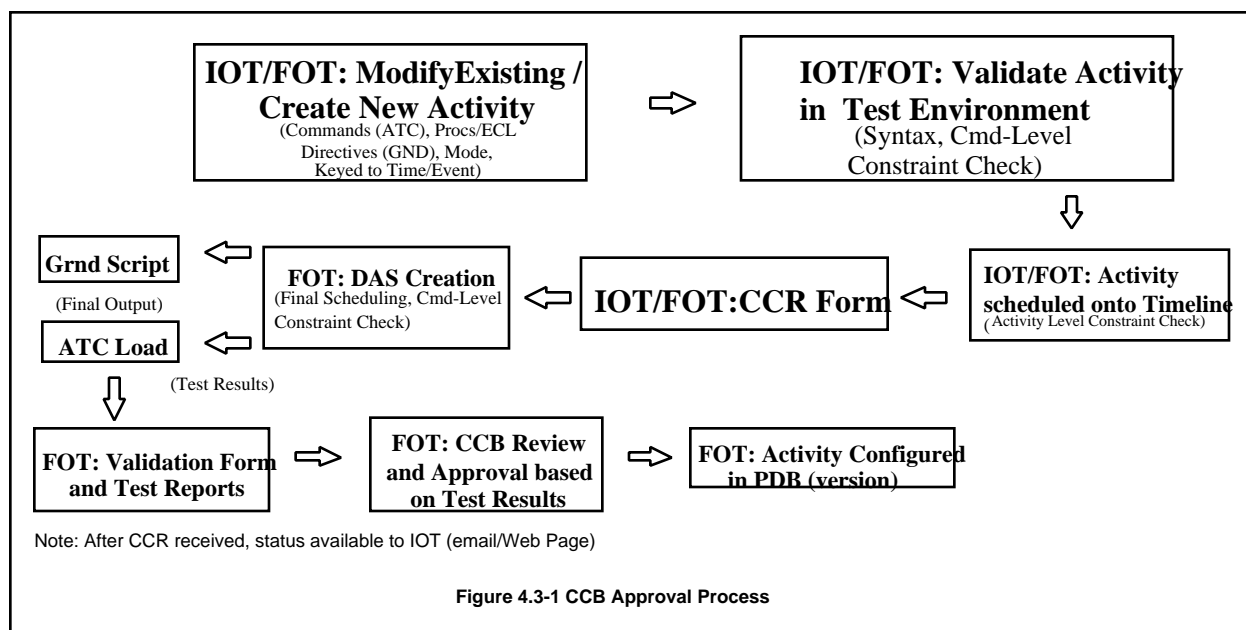 IOT/FOT: ModifyExisting /
Create New Activity
(Commands (ATC), Procs/ECL
Directives (GND), Mode,
Keyed to Time/Event)
IOT/FOT: Validate Activity
in Test Environment
(Syntax, Cmd-Level
Constraint Check)
IOT/FOT: Activity
scheduled onto Timeline
(Activity Level Constraint Check)
IOT/FOT:CCR Form
FOT: DAS Creation
(Final Scheduling, Cmd-Level
Constraint Check)
Grnd Script
(Final Output)
ATC Load
(Test Results)
FOT: Validation Form
and Test Reports
FOT: CCB Review
and Approval based
on Test Results
FOT: Activity Configured
in PDB (version)
Note: After CCR received, status available to IOT (email/Web Page)
Figure 4.3-1 CCB Approval Process